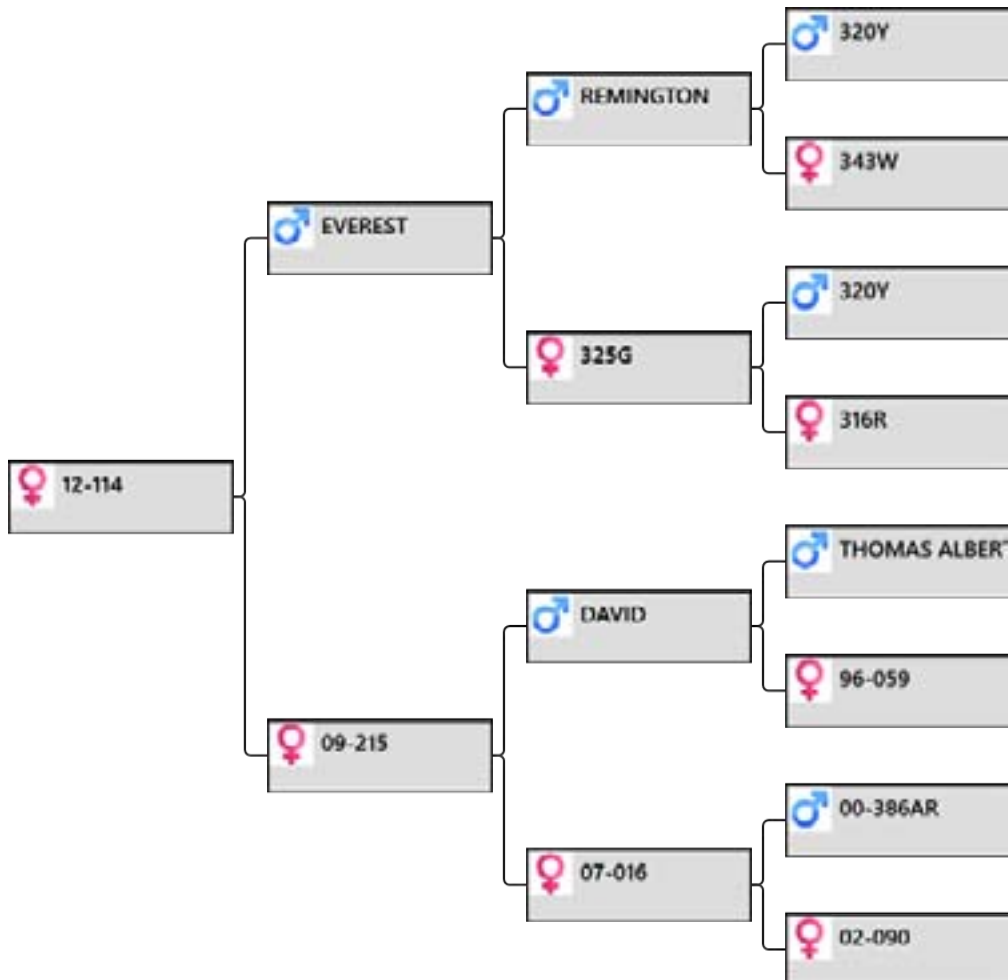 320Y
REMINGTON
343W
EVEREST
320Y
325G
316R
12-114
THOMAS ALBERT
DAVID
96-059
09-215
00-386AR
07-016
02-090